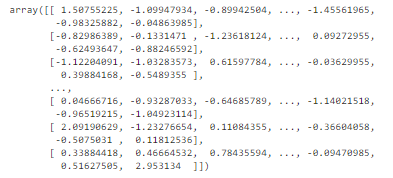 array([[ 1.50755225, -1.09947934, -0.89942504, ..., -1.45561965,
-0.98325882, -0.04863985],
[-0.82986389, -0.1331471 , -1.23618124, ..., 0.09272955,
-0.62493647, -0.88246592],
[-1.12204091, -1.03283573, 0.61597784, ..., -0.03629955,
0.39884168, -0.5489355 ],
...,
[ 0.04666716, -0.93287033, -0.64685789, ..., -1.14021518,
-0.96519215, -1.04923114],
[ 2.09190629, -1.23276654, 0.11084355, ..., -0.36604058,
-0.5075031 , 0.11812536],
[ 0.33884418, 0.46664532, 0.78435594, ..., -0.09470985,
0.51627505, 2.953134 ]])